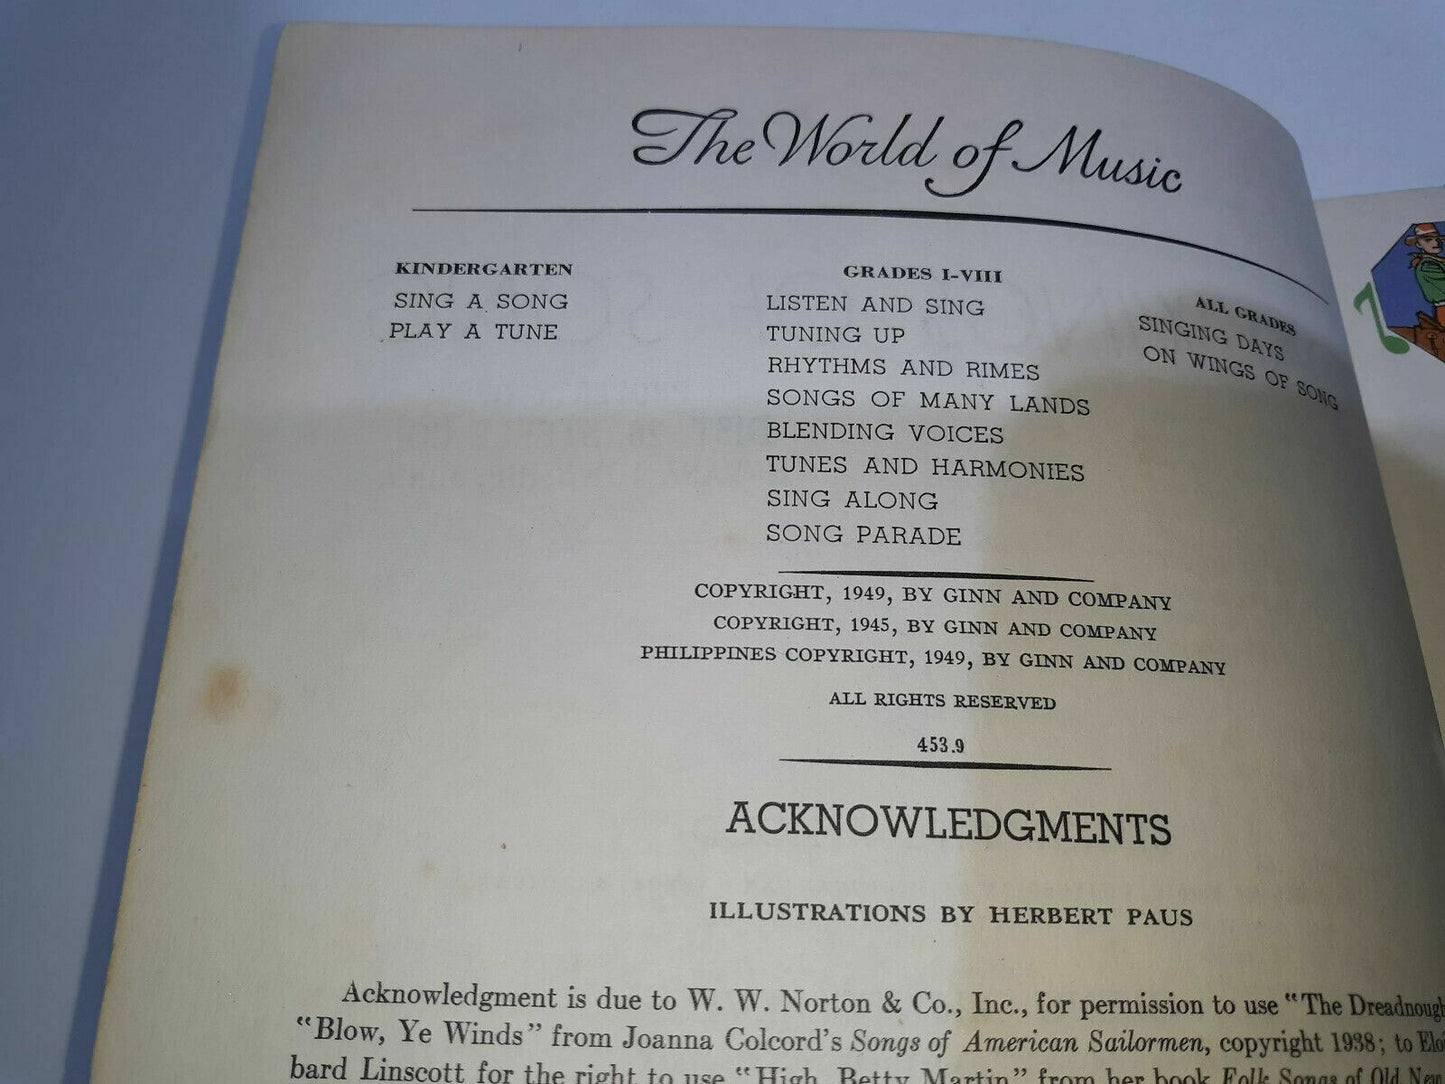 The World of Music
KINDERGARTEN
SING A SONG
PLAY A TUNE
GRADES I-VIII
LISTEN AND SING
TUNING UP
RHYTHMS AND RIMES
SONGS OF MANY LANDS
BLENDING VOICES
TUNES AND HARMONIES
SING ALONG
SONG PARADE
ALL GRADES
SINGING DAYS
ON WINGS OF SONG
COPYRIGHT, 1949, BY GINN AND COMPANY
COPYRIGHT, 1945, BY GINN AND COMPANY
PHILIPPINES COPYRIGHT, 1949, BY GINN AND COMPANY
ALL RIGHTS RESERVED
453.9
ACKNOWLEDGMENTS
ILLUSTRATIONS BY HERBERT PAUS
Acknowledgment is due to W. W. Norton & Co., Inc., for permission to use "The
"Blow, Ye Winds" from Joanna Colcord's Songs of American Sailormen, copyright 1938; to
bard Linscott for the right to use "High, Betty Martin" from her book Folk Songs of Old